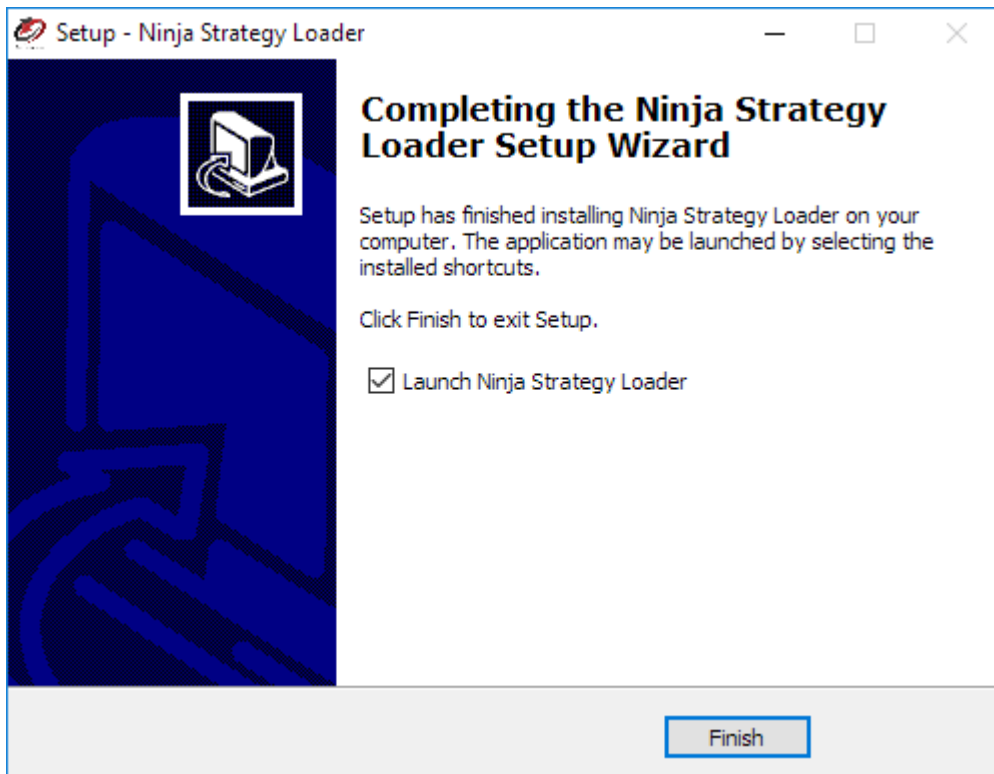 Setup - Ninja Strategy Loader
Completing the Ninja Strategy
Loader Setup Wizard
Setup has finished installing Ninja Strategy Loader on your
computer. The application may be launched by selecting the
installed shortcuts.
Click Finish to exit Setup.
Launch Ninja Strategy Loader
Finish